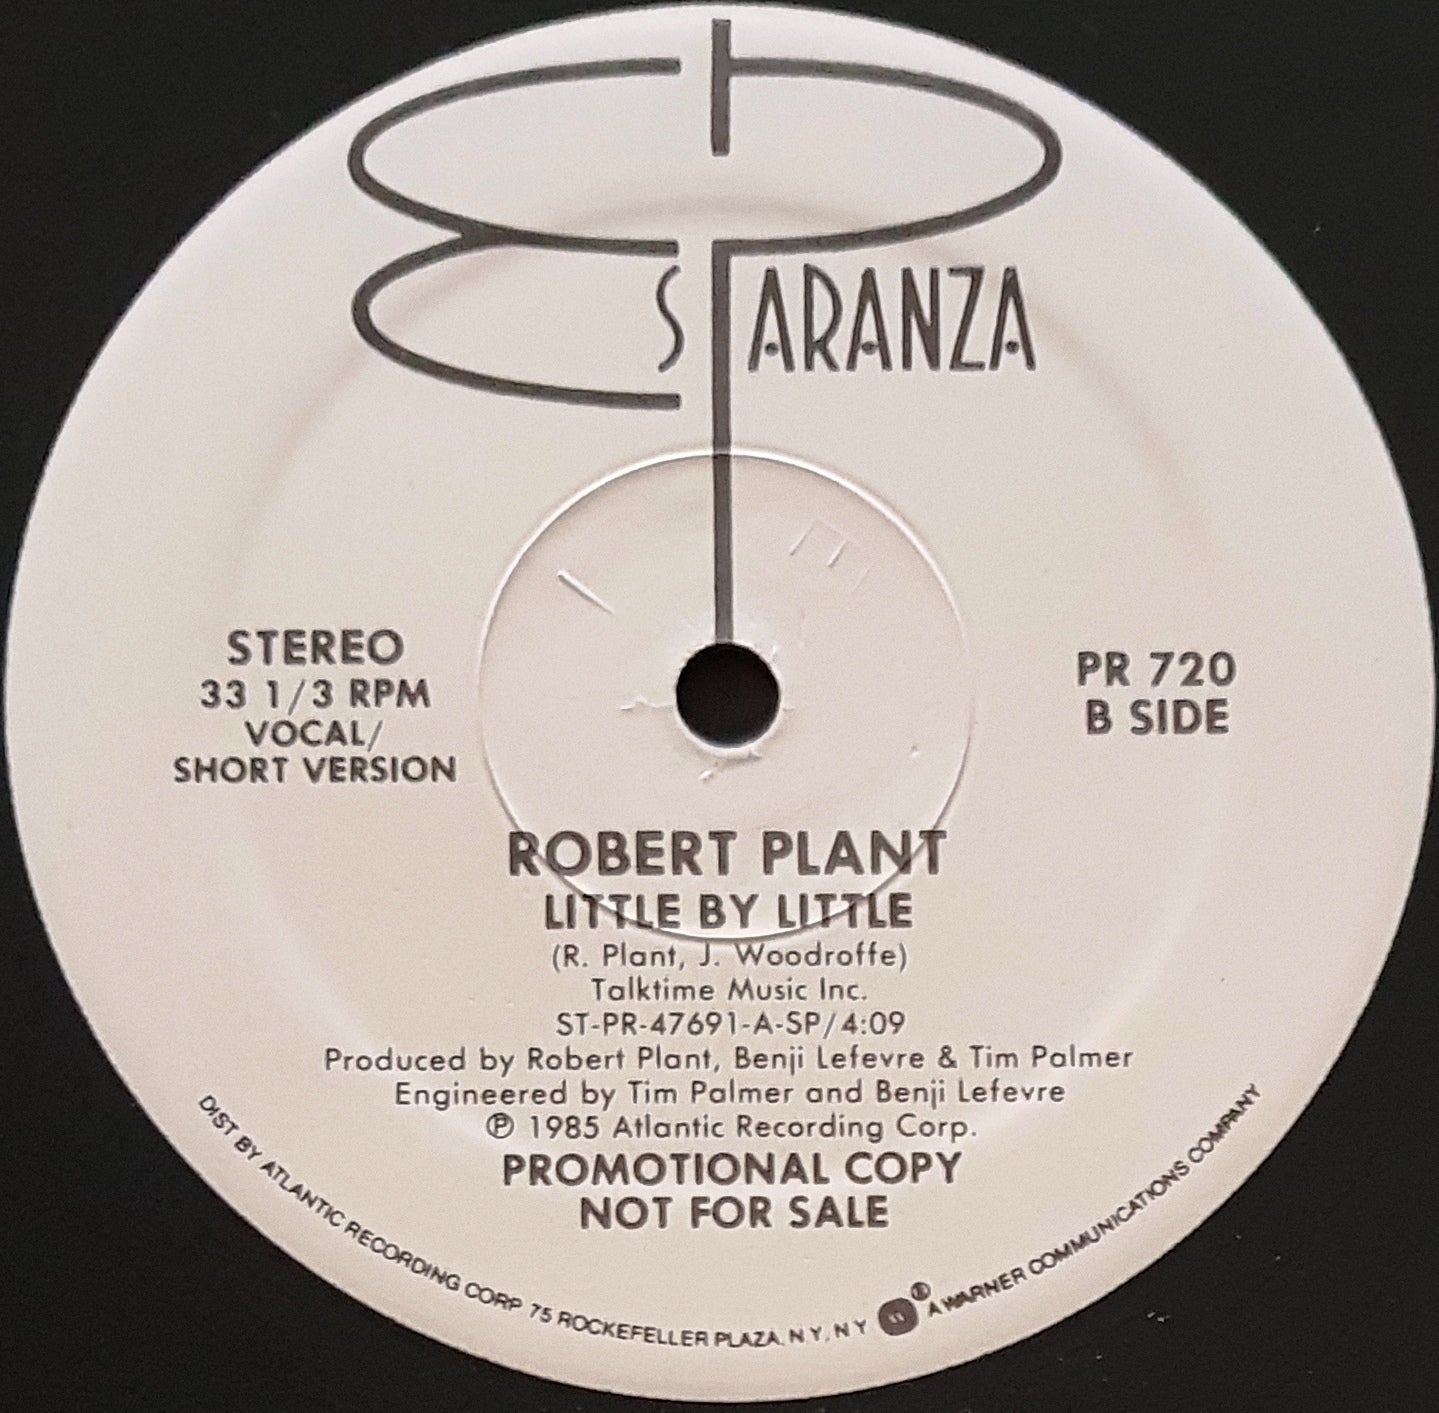 ESPARANZA
STEREO
33 1/3 RPM
VOCAL/
SHORT VERSION
PR 720
B SIDE
ROBERT PLANT
LITTLE BY LITTLE
(R. Plant, J. Woodroffe)
Talktime Music Inc.
ST-PR-47691-A-SP/4:09
Produced by Robert Plant, Benji Lefevre & Tim Palmer
Engineered by Tim Palmer and Benji Lefevre
℗ 1985 Atlantic Recording Corp.
PROMOTIONAL COPY
NOT FOR SALE
DIST BY ATLANTIC RECORDING CORP 75 ROCKEFELLER PLAZA, N Y, N Y ® A WARNER COMMUNICATIONS COMPANY